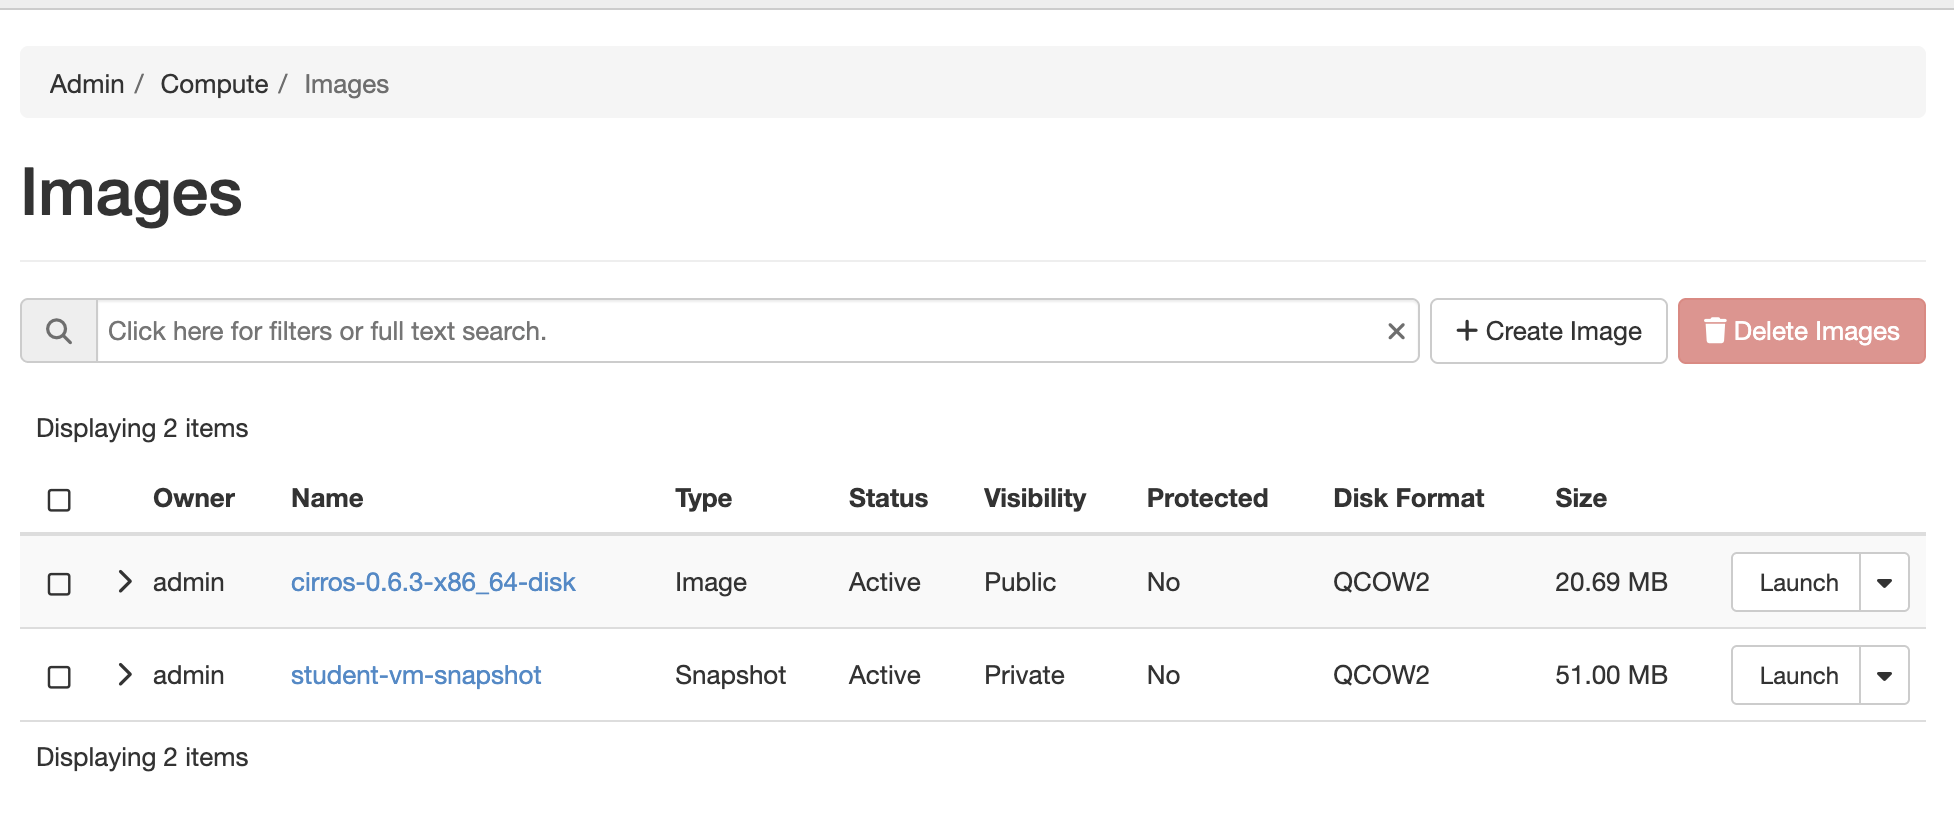 Admin / Compute / Images
Images
Click here for filters or full text search. × + Create Image Delete Images
Displaying 2 items
Owner Name Type Status Visibility Protected Disk Format Size
admin cirros-0.6.3-x86_64-disk Image Active Public No QCOW2 20.69 MB Launch
admin student-vm-snapshot Snapshot Active Private No QCOW2 51.00 MB Launch
Displaying 2 items